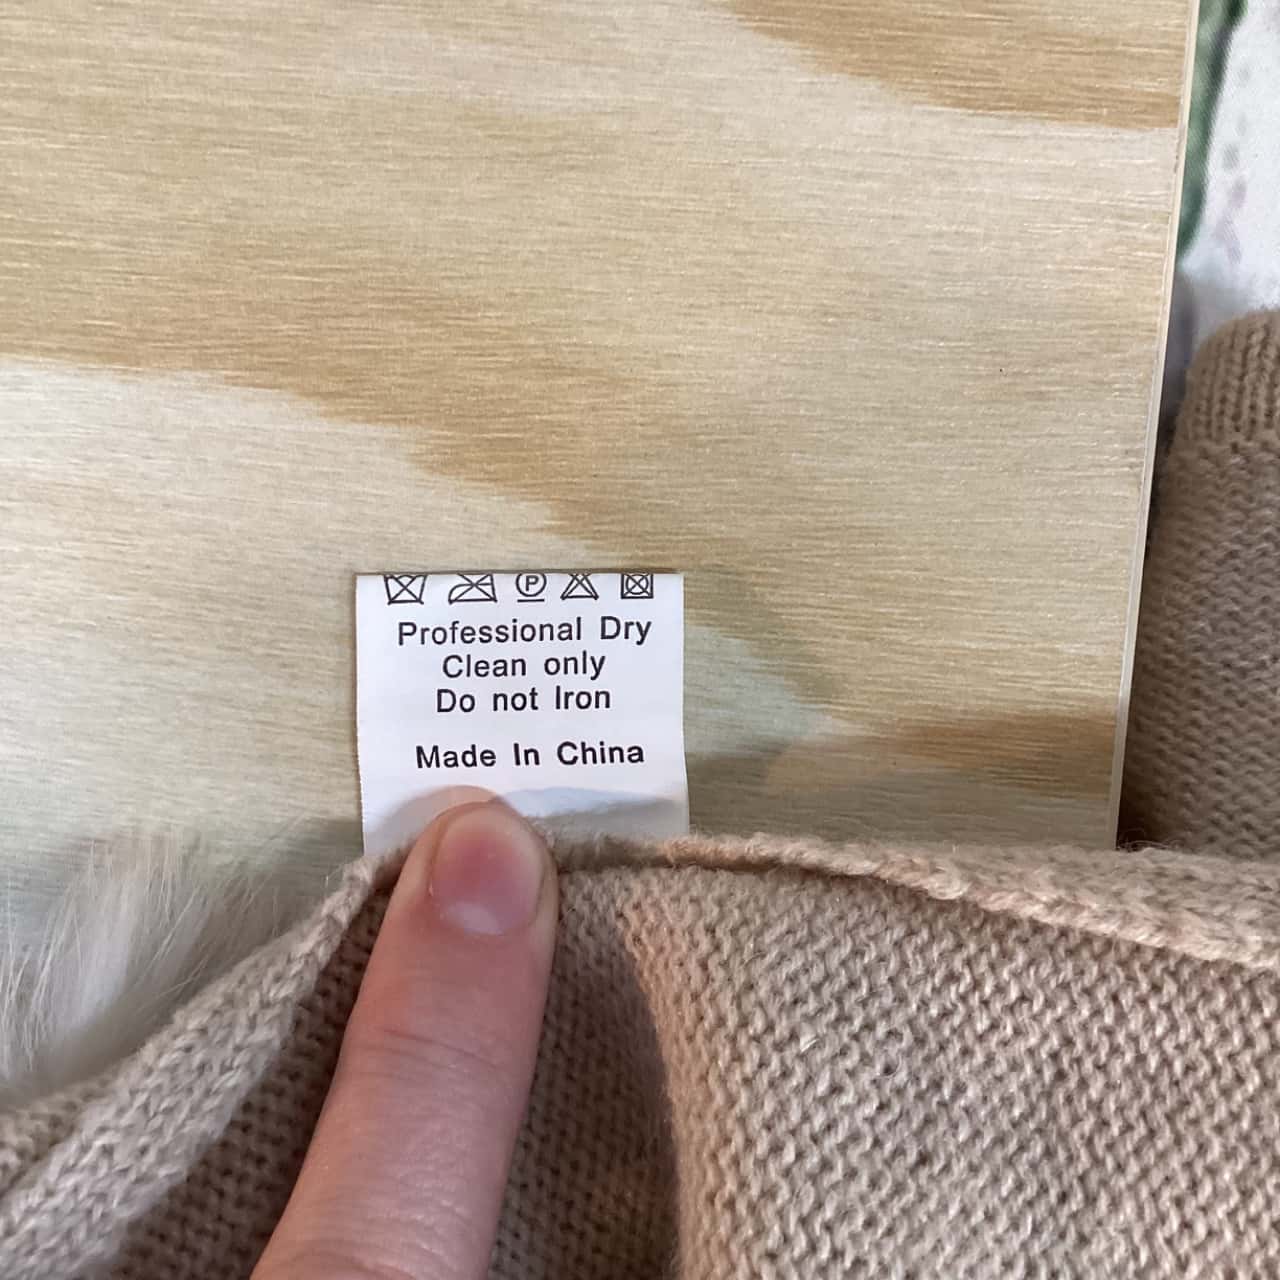 Professional Dry
Clean only
Do not Iron
Made In China